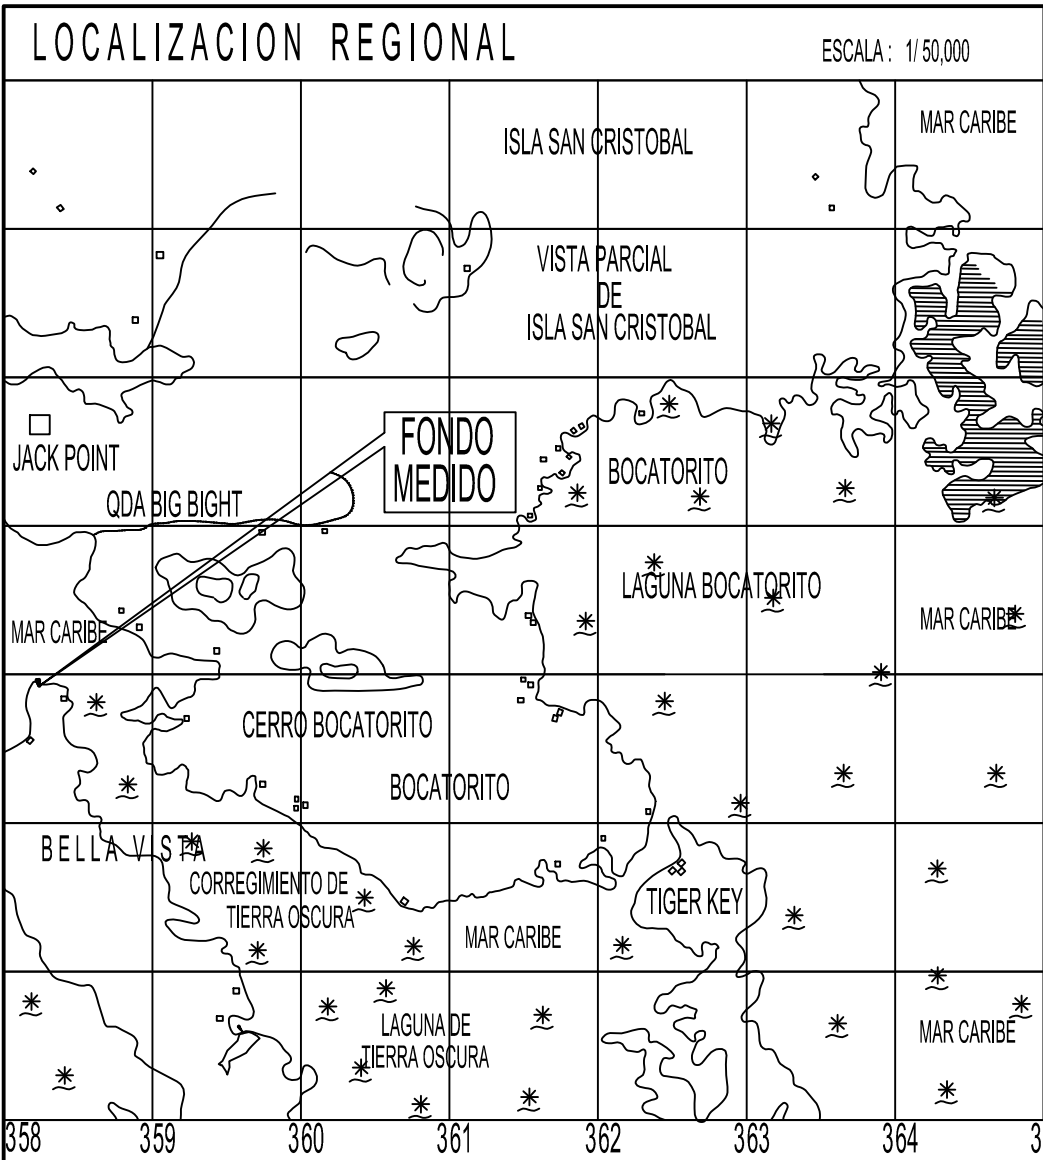 LOCALIZACION REGIONAL
ESCALA : 1/ 50,000
MAR CARIBE
ISLA SAN CRISTOBAL
VISTA PARCIAL
DE
ISLA SAN CRISTOBAL
FONDO
MEDIDO
JACK POINT
BOCATORITO
QDA BIG BIGHT
LAGUNA BOCATORITO
MAR CARIBE
MAR CARIBE
CERRO BOCATORITO
BOCATORITO
BELLA VISTA
CORREGIMIENTO DE
TIERRA OSCURA
TIGER KEY
MAR CARIBE
LAGUNA DE
TIERRA OSCURA
MAR CARIBE
358 359 360 361 362 363 364 3